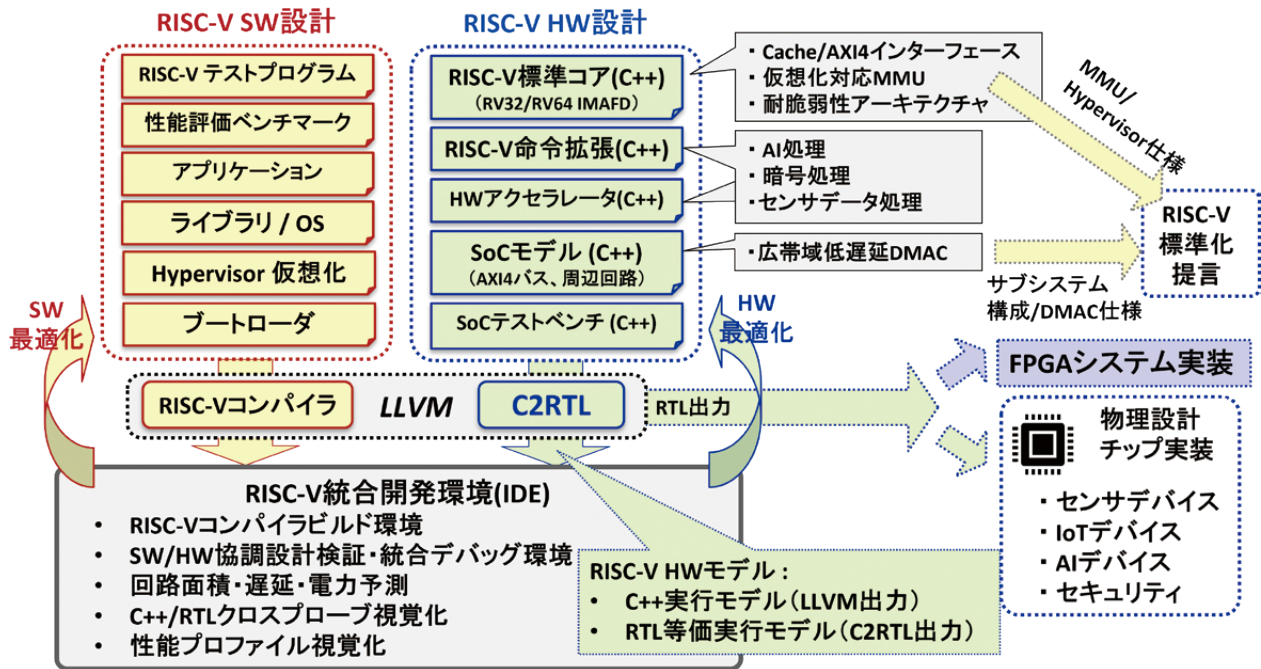 RISC-V SW設計
RISC-V テストプログラム
性能評価ベンチマーク
アプリケーション
ライブラリ / OS
Hypervisor 仮想化
ブートローダ
SW
最適化
RISC-V HW設計
RISC-V標準コア(C++)
(RV32/RV64 IMAFD)
RISC-V命令拡張(C++)
HWアクセラレータ(C++)
SoCモデル (C++)
(AXI4バス、周辺回路)
SoCテストベンチ (C++)
HW
最適化
・Cache/AXI4インターフェース
・仮想化対応MMU
・耐脆弱性アーキテクチャ
・AI処理
・暗号処理
・センサデータ処理
・広帯域低遅延DMAC
MMU/
Hypervisor仕様
サブシステム
構成/DMAC仕様
RISC-V
標準化
提言
RISC-Vコンパイラ
LLVM
C2RTL
RTL出力
FPGAシステム実装
物理設計
チップ実装
・センサデバイス
・IoTデバイス
・AIデバイス
・セキュリティ
RISC-V統合開発環境(IDE)
• RISC-Vコンパイラビルド環境
• SW/HW協調設計検証・統合デバッグ環境
• 回路面積・遅延・電力予測
• C++/RTLクロスプローブ視覚化
• 性能プロファイル視覚化
RISC-V HWモデル :
• C++実行モデル(LLVM出力)
• RTL等価実行モデル(C2RTL出力)